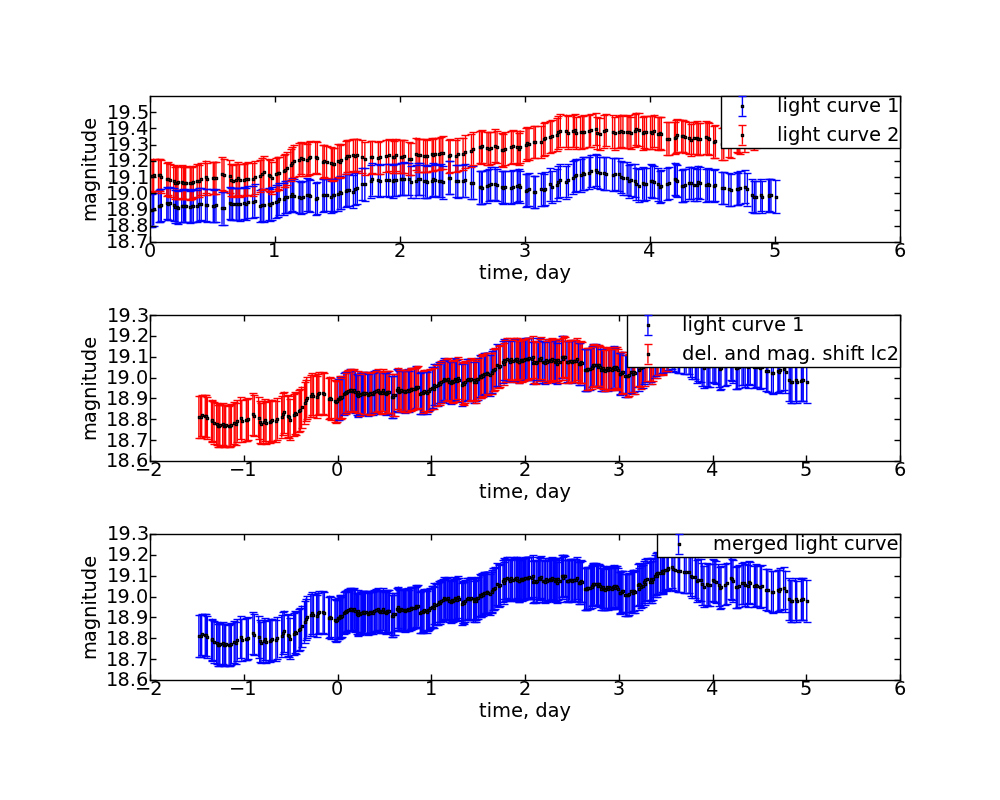 19.5
19.4
19.3
19.2
19.1
19.0
18.9
18.8
18.7
magnitude
light curve 1
light curve 2
0 1 2 3 4 5 6
time, day
19.3
19.2
19.1
19.0
18.9
18.8
18.7
18.6
magnitude
light curve 1
del. and mag. shift lc2
−2 −1 0 1 2 3 4 5 6
time, day
19.3
19.2
19.1
19.0
18.9
18.8
18.7
18.6
magnitude
merged light curve
−2 −1 0 1 2 3 4 5 6
time, day